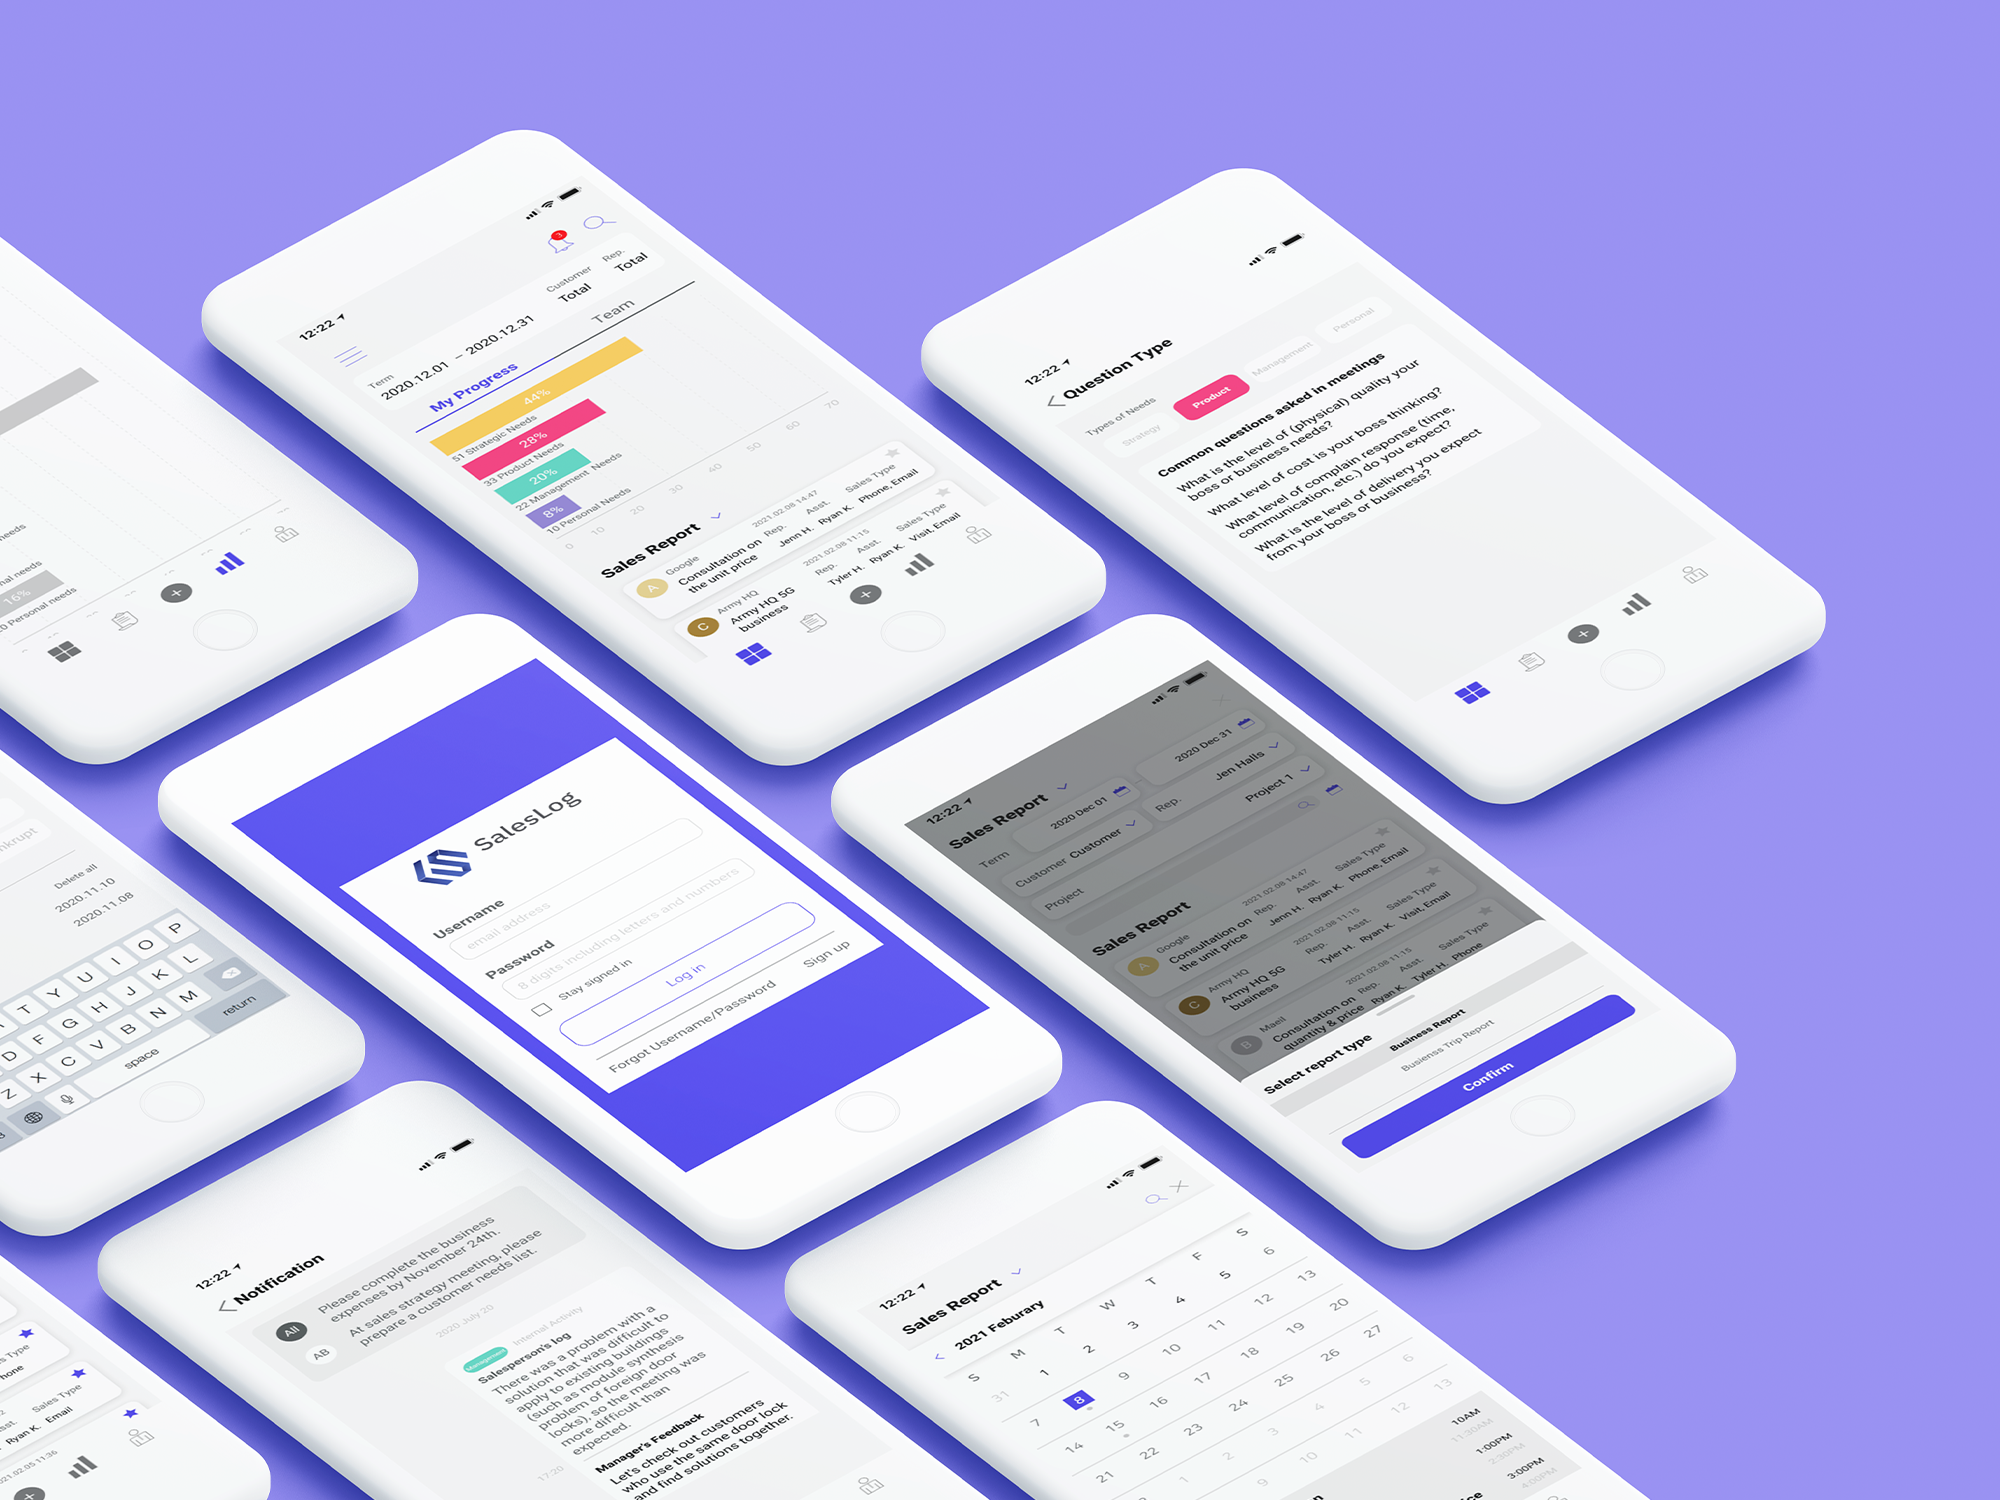 12:22
3
Term
2020.12.01 – 2020.12.31
Customer
Total
Rep.
Total
My Progress
Team
44%
51 Strategic Needs
28%
33 Product Needs
20%
22 Management Needs
8%
10 Personal Needs
0 10 20 30 40 50 60 70
Sales Report
A
Google
Consultation on
the unit price
2021.02.08 14:47
Rep.
Jenn H.
Asst.
Ryan K.
Sales Type
Phone, Email
C
Army HQ
Army HQ 5G
business
2021.02.08 11:15
Rep.
Tyler H.
Asst.
Ryan K.
Sales Type
Visit, Email
12:22
Question Type
Types of Needs
Strategy
Product
Management
Personal
Common questions asked in meetings
What is the level of (physical) quality your
boss or business needs?
What level of cost is your boss thinking?
What level of complain response (time,
communication, etc.) do you expect?
What is the level of delivery you expect
from your boss or business?
16%
Personal needs
SalesLog
Username
email address
Password
8 digits including letters and numbers
Stay signed in
Log in
Forgot Username/Password
Sign up
12:22
Sales Report
Term
2020 Dec 01
2020 Dec 31
Customer
Customer
Rep.
Jen Halls
Project
Project 1
Sales Report
A
Google
Consultation on
the unit price
2021.02.08 14:47
Rep.
Jenn H.
Asst.
Ryan K.
Sales Type
Phone, Email
C
Army HQ
Army HQ 5G
business
2021.02.08 11:15
Rep.
Tyler H.
Asst.
Ryan K.
Sales Type
Visit, Email
B
Maeil
Consultation on
quantity & price
2021.02.08 11:15
Rep.
Ryan K.
Asst.
Tyler H.
Sales Type
Phone
Select report type
Business Report
Busienss Trip Report
Confirm
Delete all
2020.11.10
2020.11.08
T Y U I O P
D F G H J K L
Z X C V B N M
space
return
12:22
Notification
All
Please complete the business
expenses by November 24th.
AB
At sales strategy meeting, please
prepare a customer needs list.
2020 July 20
Management
Internal Activity
Salesperson's log
There was a problem with a
solution that was difficult to
apply to existing buildings
(such as module synthesis
problem of foreign door
locks), so the meeting was
more difficult than
expected.
Manager's Feedback
Let's check out customers
who use the same door lock
and find solutions together.
17:20
12:22
Sales Report
2021 Feburary
S M T W T F S
31 1 2 3 4 5 6
7 8 9 10 11 12 13
14 15 16 17 18 19 20
21 22 23 24 25 26 27
1 2 3 4 5 6
9 10 11 12 13
10AM
11:30AM
1:00PM
2:30PM
3:00PM
4:00PM
Sales Type
Ryan K.
Email